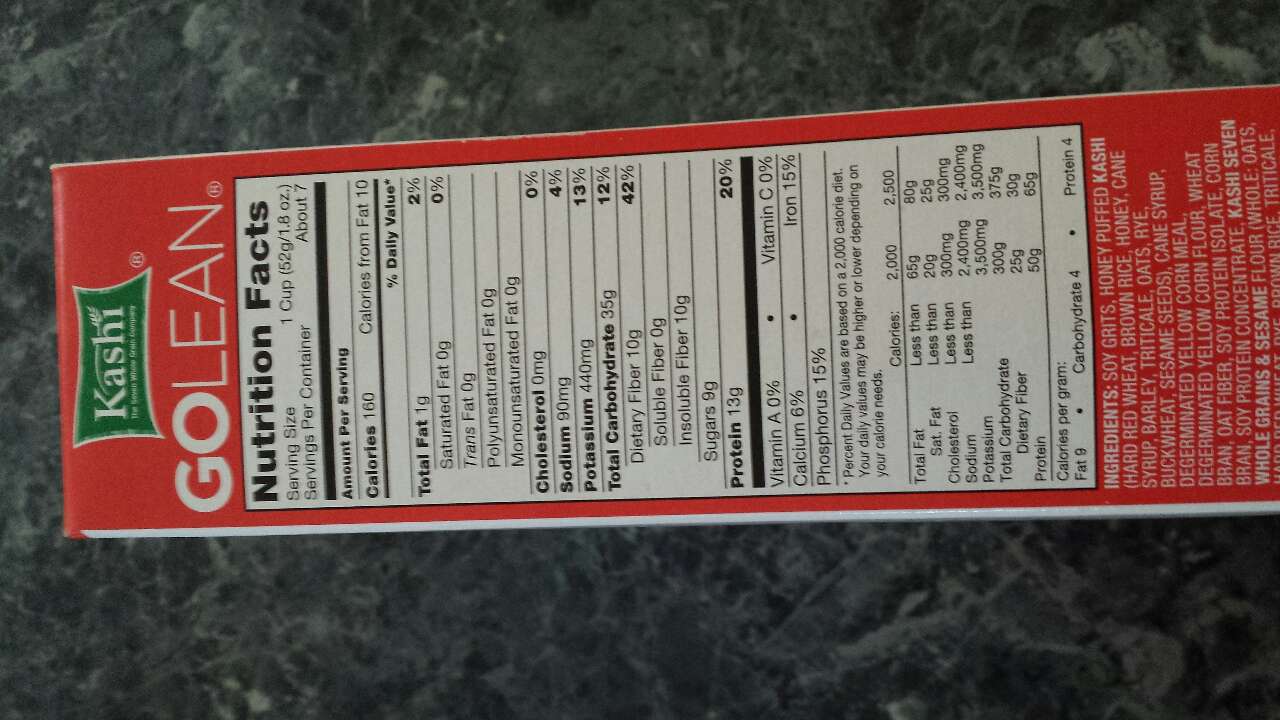 Kashi
The Seven Whole Grain Company
®
GOLEAN®
Nutrition Facts
Serving Size 1 Cup (52g/1.8 oz.)
Servings Per Container About 7
Amount Per Serving
Calories 160 Calories from Fat 10
% Daily Value*
Total Fat 1g 2%
Saturated Fat 0g 0%
Trans Fat 0g
Polyunsaturated Fat 0g
Monounsaturated Fat 0g
Cholesterol 0mg 0%
Sodium 90mg 4%
Potassium 440mg 13%
Total Carbohydrate 35g 12%
Dietary Fiber 10g 42%
Soluble Fiber 0g
Insoluble Fiber 10g
Sugars 9g
Protein 13g 20%
Vitamin A 0% • Vitamin C 0%
Calcium 6% • Iron 15%
Phosphorus 15%
* Percent Daily Values are based on a 2,000 calorie diet.
Your daily values may be higher or lower depending on
your calorie needs.
Calories: 2,000 2,500
Total Fat Less than 65g 80g
Sat. Fat Less than 20g 25g
Cholesterol Less than 300mg 300mg
Sodium Less than 2,400mg 2,400mg
Potassium 3,500mg 3,500mg
Total Carbohydrate 300g 375g
Dietary Fiber 25g 30g
Protein 50g 65g
Calories per gram:
Fat 9 • Carbohydrate 4 • Protein 4
INGREDIENTS: SOY GRITS, HONEY PUFFED KASHI
(HARD RED WHEAT, BROWN RICE, HONEY, CANE
SYRUP, BARLEY, TRITICALE, OATS, RYE,
BUCKWHEAT, SESAME SEEDS), CANE SYRUP,
DEGERMINATED YELLOW CORN MEAL,
DEGERMINATED YELLOW CORN FLOUR, WHEAT
BRAN, OAT FIBER, SOY PROTEIN ISOLATE, CORN
BRAN, SOY PROTEIN CONCENTRATE, KASHI SEVEN
WHOLE GRAINS & SESAME FLOUR (WHOLE: OATS,
BROWN RICE, TRITICALE,